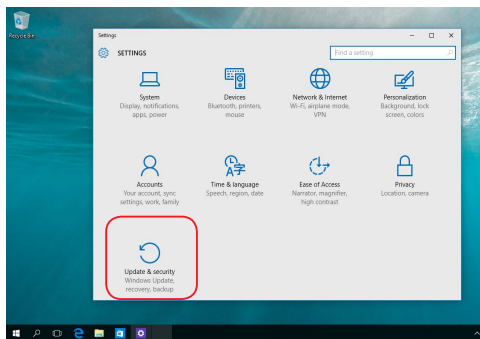 Recycle Bin
Settings
SETTINGS
Find a setting
System
Display, notifications,
apps, power
Devices
Bluetooth, printers,
mouse
Network & Internet
Wi-Fi, airplane mode,
VPN
Personalization
Background, lock
screen, colors
Accounts
Your account, sync
settings, work, family
Time & language
Speech, region, date
Ease of Access
Narrator, magnifier,
high contrast
Privacy
Location, camera
Update & security
Windows Update,
recovery, backup